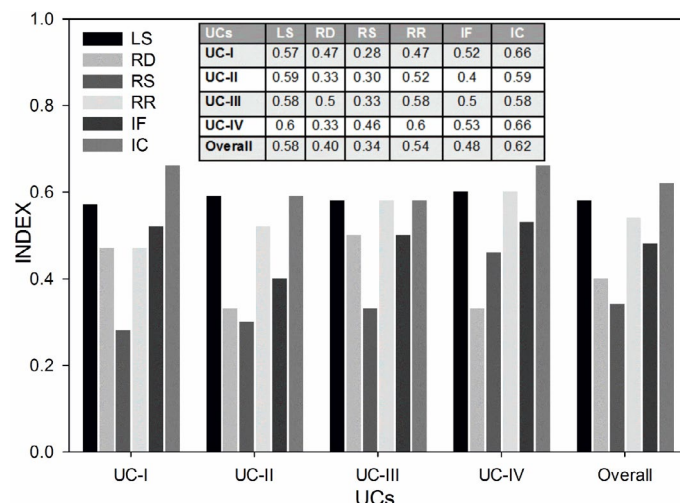 1.0
0.8
0.6
0.4
0.2
0.0
INDEX
LS
RD
RS
RR
IF
IC
UCs LS RD RS RR IF IC
UC-I 0.57 0.47 0.28 0.47 0.52 0.66
UC-II 0.59 0.33 0.30 0.52 0.4 0.59
UC-III 0.58 0.5 0.33 0.58 0.5 0.58
UC-IV 0.6 0.33 0.46 0.6 0.53 0.66
Overall 0.58 0.40 0.34 0.54 0.48 0.62
UC-I UC-II UC-III UC-IV Overall
UCs